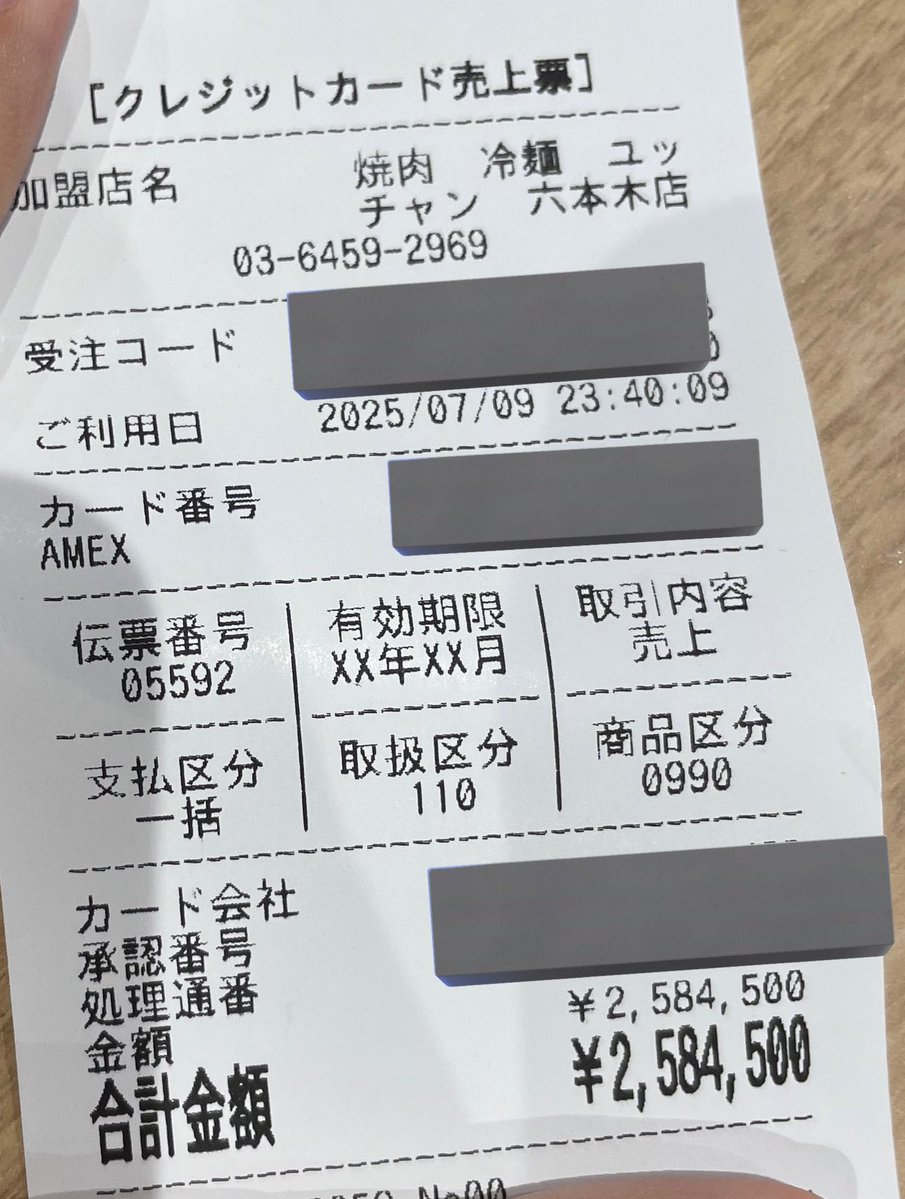 [クレジットカード売上票]
加盟店名 焼肉 冷麺 ユッ
チャン 六本木店
03-6459-2969
受注コード
ご利用日 2025/07/09 23:40:09
カード番号
AMEX
伝票番号 有効期限 取引内容
05592 XX年XX月 売上
支払区分 取扱区分 商品区分
一括 110 0990
カード会社
承認番号
処理通番
金額 ¥2,584,500
合計金額 ¥2,584,500